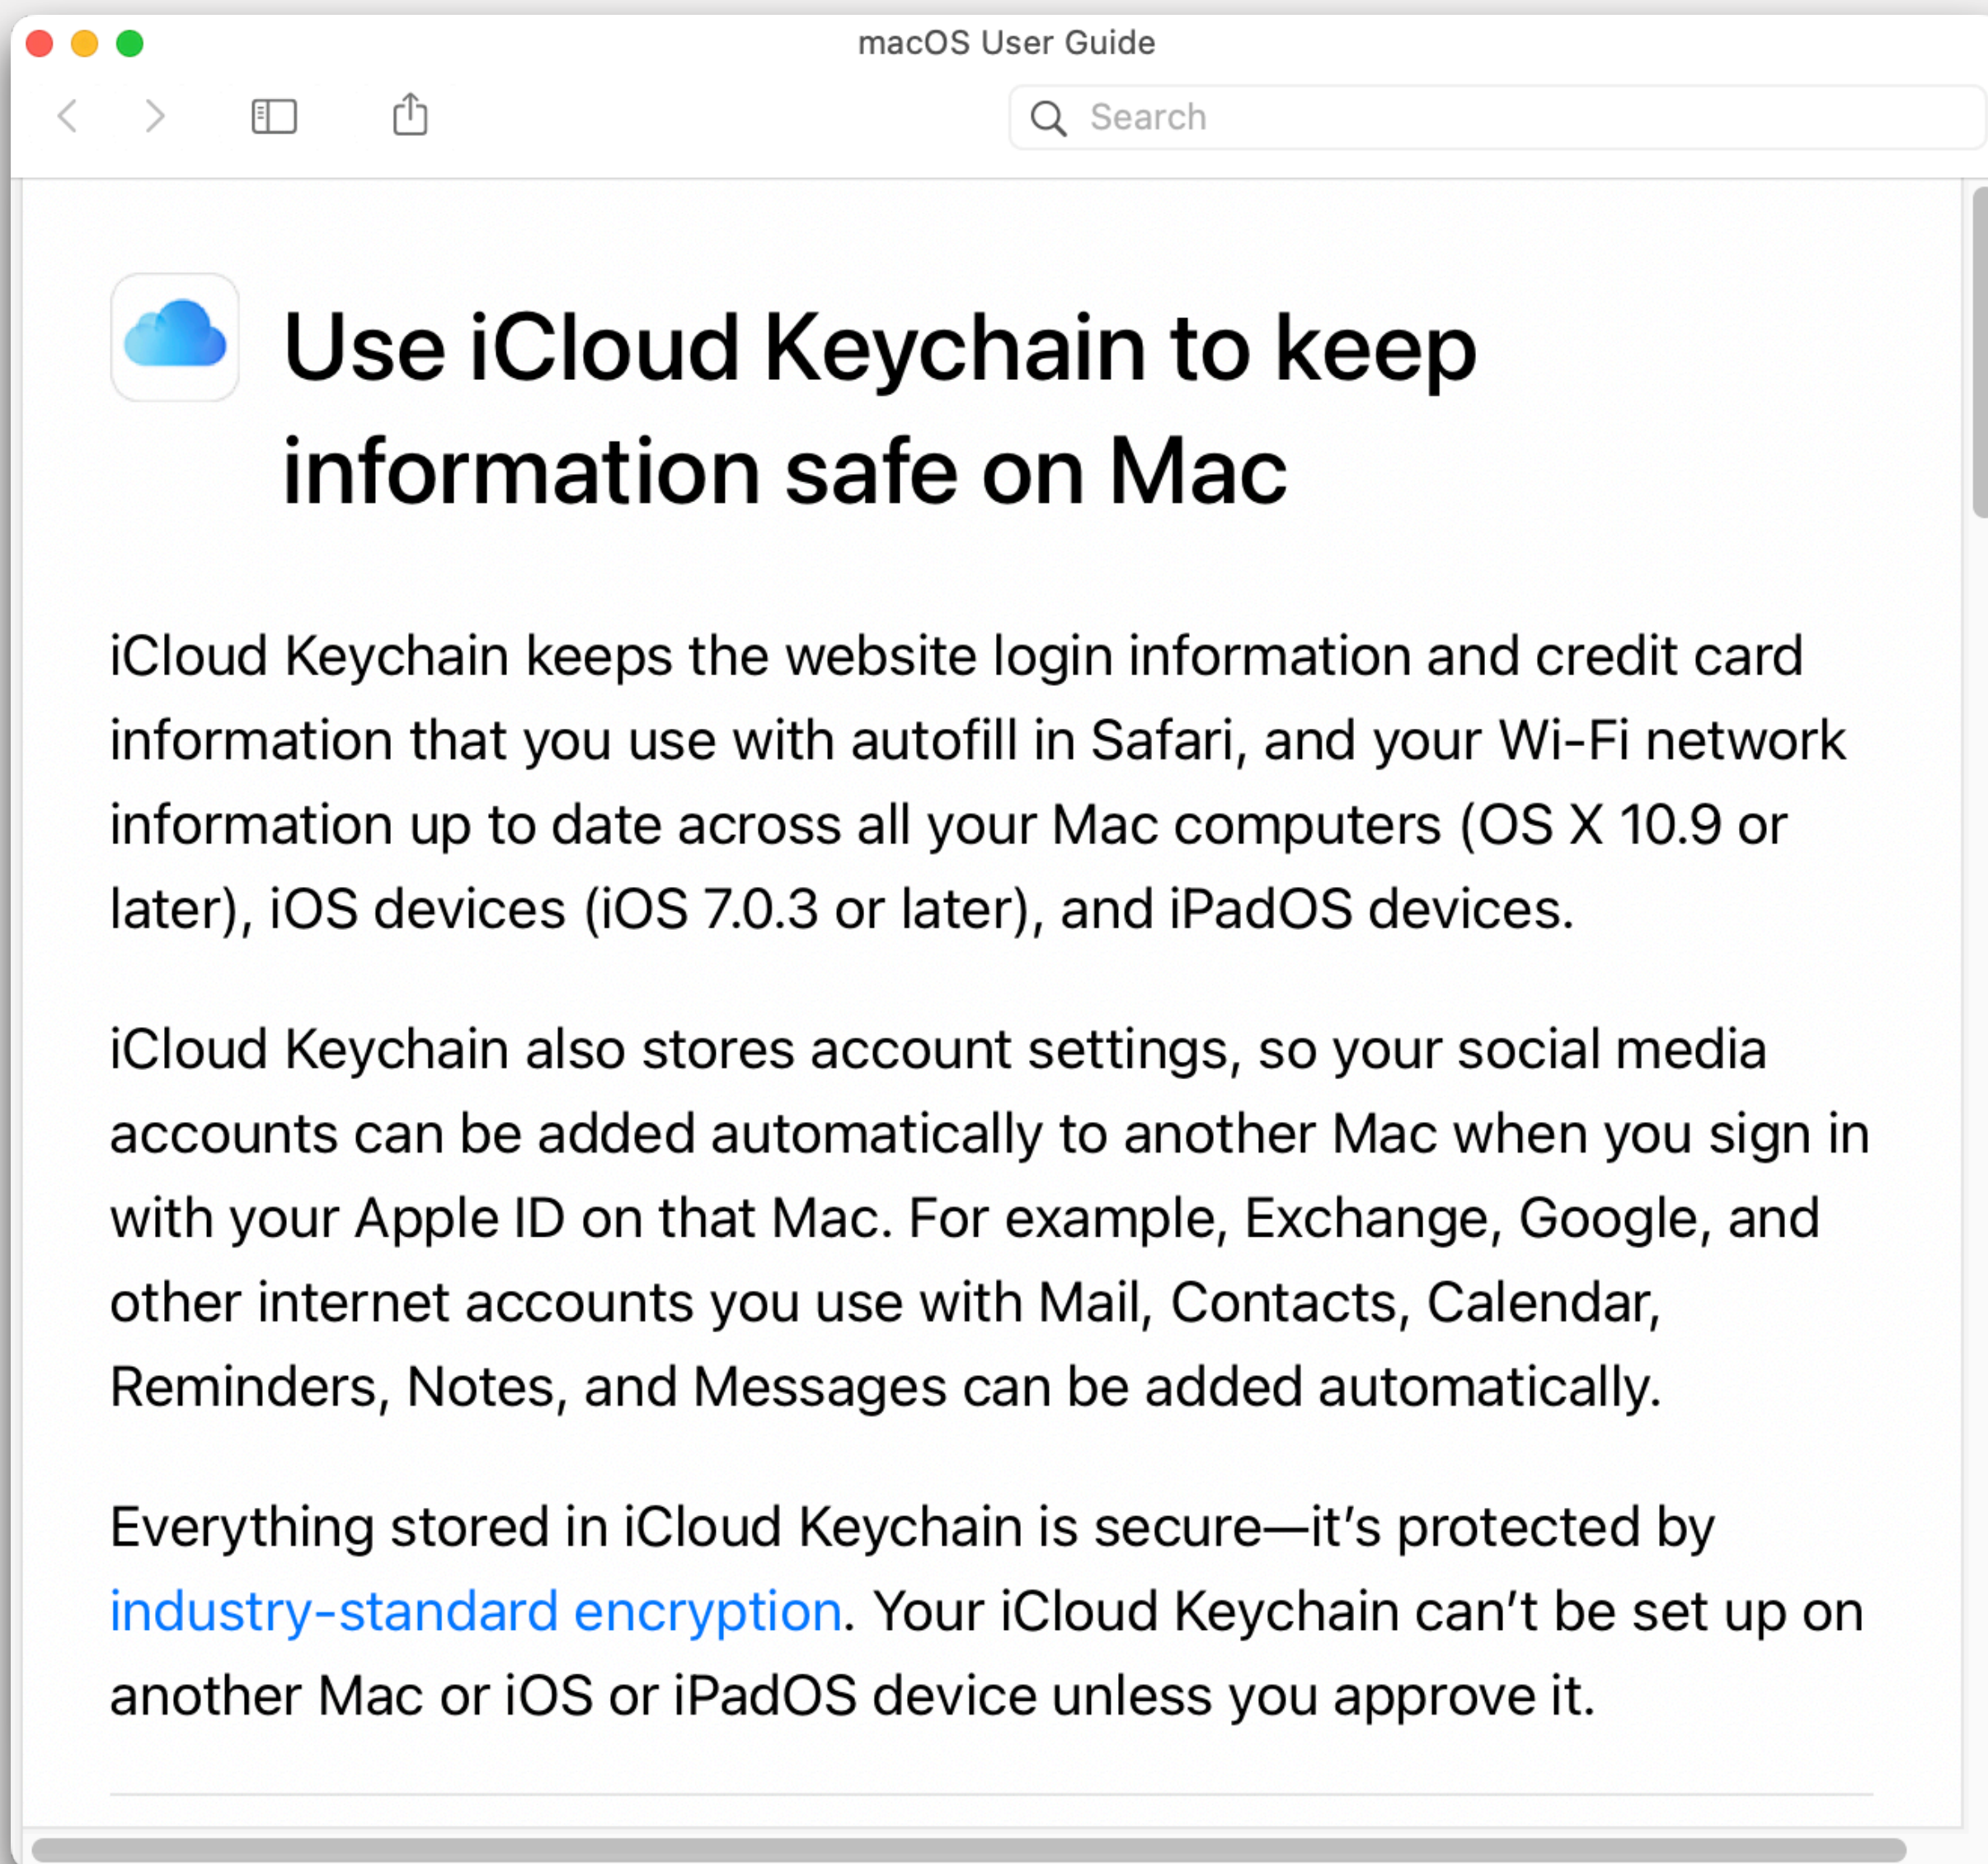 macOS User Guide
Search
Use iCloud Keychain to keep
information safe on Mac
iCloud Keychain keeps the website login information and credit card
information that you use with autofill in Safari, and your Wi-Fi network
information up to date across all your Mac computers (OS X 10.9 or
later), iOS devices (iOS 7.0.3 or later), and iPadOS devices.
iCloud Keychain also stores account settings, so your social media
accounts can be added automatically to another Mac when you sign in
with your Apple ID on that Mac. For example, Exchange, Google, and
other internet accounts you use with Mail, Contacts, Calendar,
Reminders, Notes, and Messages can be added automatically.
Everything stored in iCloud Keychain is secure—it’s protected by
industry-standard encryption. Your iCloud Keychain can’t be set up on
another Mac or iOS or iPadOS device unless you approve it.